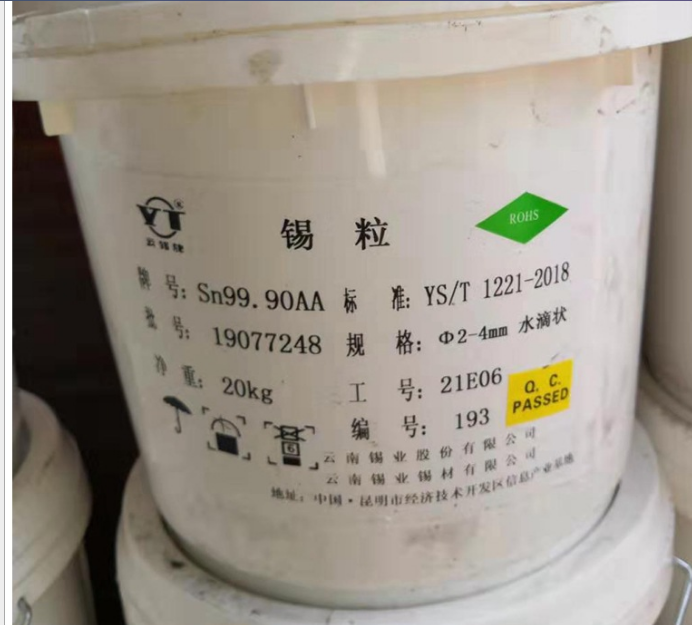 YT
®
云锡牌
锡 粒
ROHS
牌 号: Sn99.90AA 标 准: YS/T 1221-2018
批 号: 19077248 规 格: Φ2-4mm 水滴状
净 重: 20kg 工 号: 21E06
编 号: 193
Q. C.
PASSED
6
云南锡业股份有限公司
云南锡业锡材有限公司
地址: 中国·昆明市经济技术开发区信息产业基地